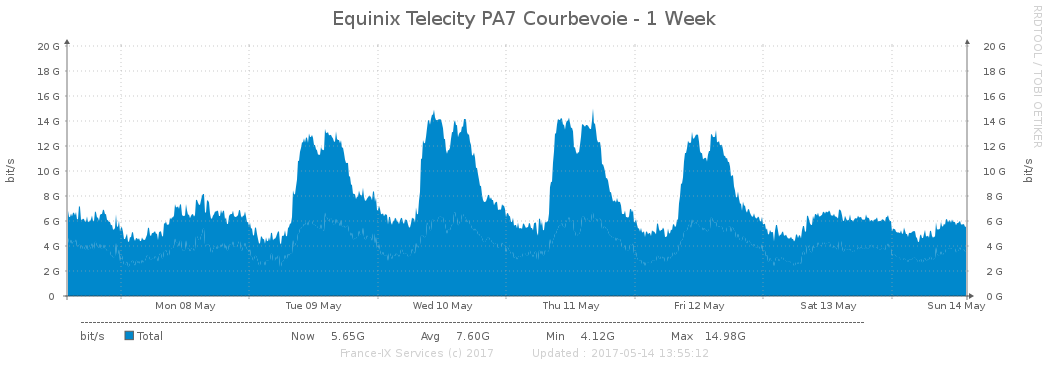 Equinix Telecity PA7 Courbevoie - 1 Week
RRDTOOL / TOBI OETIKER
20 G 20 G
18 G 18 G
16 G 16 G
14 G 14 G
12 G 12 G
10 G 10 G
8 G 8 G
6 G 6 G
4 G 4 G
2 G 2 G
0 0 G
bit/s
bit/s
Mon 08 May Tue 09 May Wed 10 May Thu 11 May Fri 12 May Sat 13 May Sun 14 May
bit/s Total Now 5.65G Avg 7.60G Min 4.12G Max 14.98G
France-IX Services (c) 2017 Updated : 2017-05-14 13:55:12